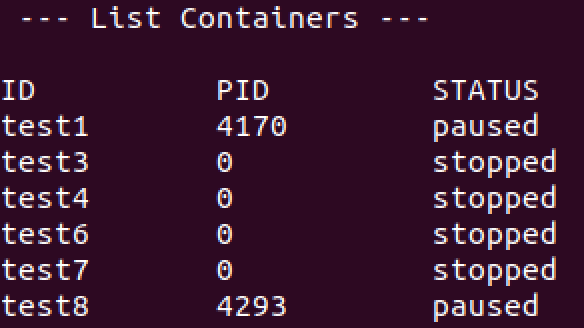 --- List Containers ---
ID PID STATUS
test1 4170 paused
test3 0 stopped
test4 0 stopped
test6 0 stopped
test7 0 stopped
test8 4293 paused